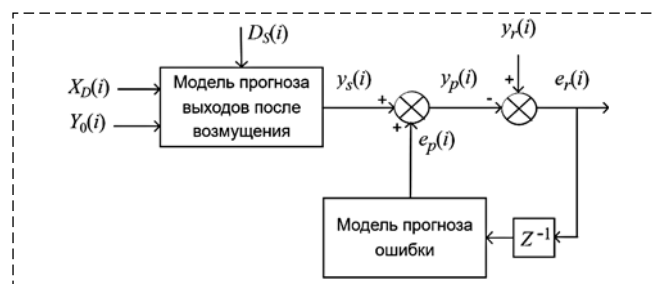 D_S(i)
y_r(i)
X_D(i)
Y_0(i)
Модель прогноза
выходов после
возмущения
y_s(i)
+
+
y_p(i)
-
+
e_r(i)
e_p(i)
Модель прогноза
ошибки
Z^{-1}